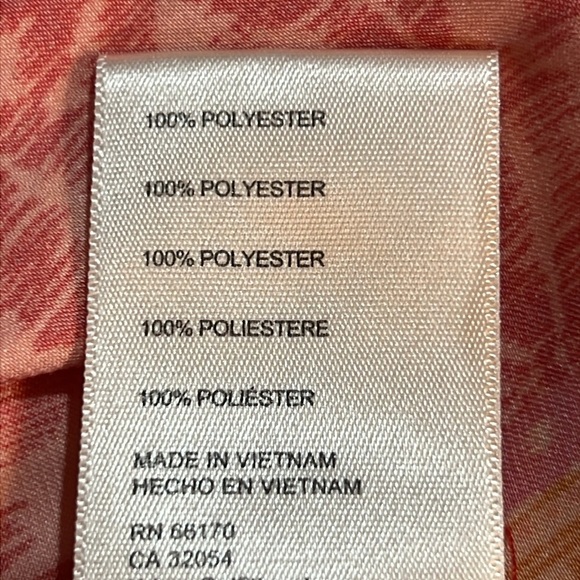 100% POLYESTER
100% POLYESTER
100% POLYESTER
100% POLIESTERE
100% POLIÉSTER
MADE IN VIETNAM
HECHO EN VIETNAM
RN 66170
CA 32054